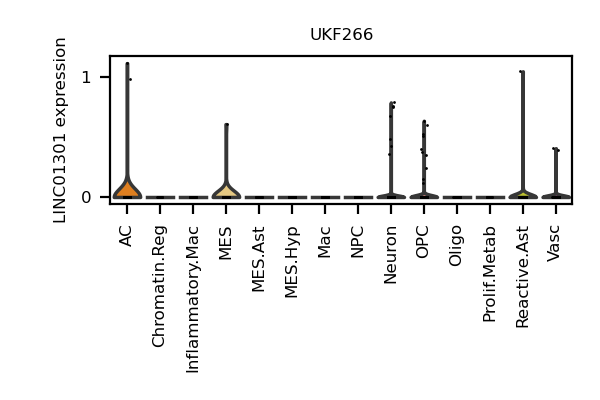 UKF266
LINC01301 expression
1
0
AC
Chromatin.Reg
Inflammatory.Mac
MES
MES.Ast
MES.Hyp
Mac
NPC
Neuron
OPC
Oligo
Prolif.Metab
Reactive.Ast
Vasc